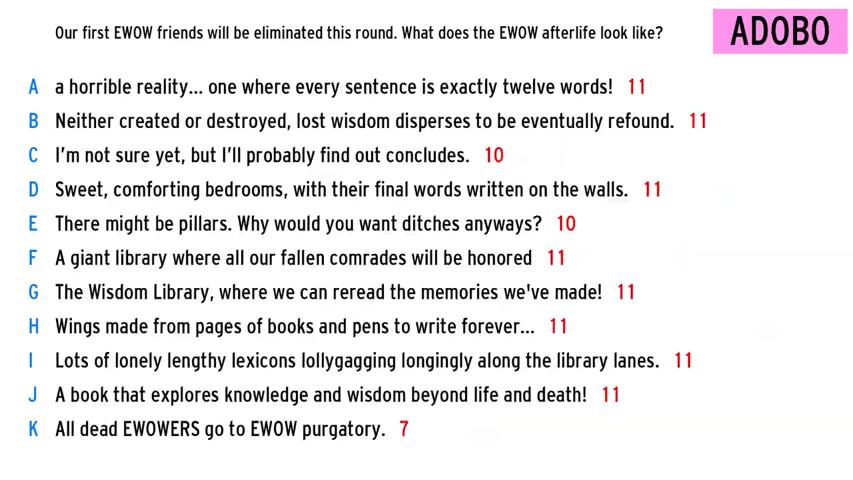 Our first EWOW friends will be eliminated this round. What does the EWOW afterlife look like?
ADOBO
A a horrible reality... one where every sentence is exactly twelve words! 11
B Neither created or destroyed, lost wisdom disperses to be eventually refound. 11
C I'm not sure yet, but I'll probably find out concludes. 10
D Sweet, comforting bedrooms, with their final words written on the walls. 11
E There might be pillars. Why would you want ditches anyways? 10
F A giant library where all our fallen comrades will be honored 11
G The Wisdom Library, where we can reread the memories we've made! 11
H Wings made from pages of books and pens to write forever... 11
I Lots of lonely lengthy lexicons lollygagging longingly along the library lanes. 11
J A book that explores knowledge and wisdom beyond life and death! 11
K All dead EWOWERS go to EWOW purgatory. 7